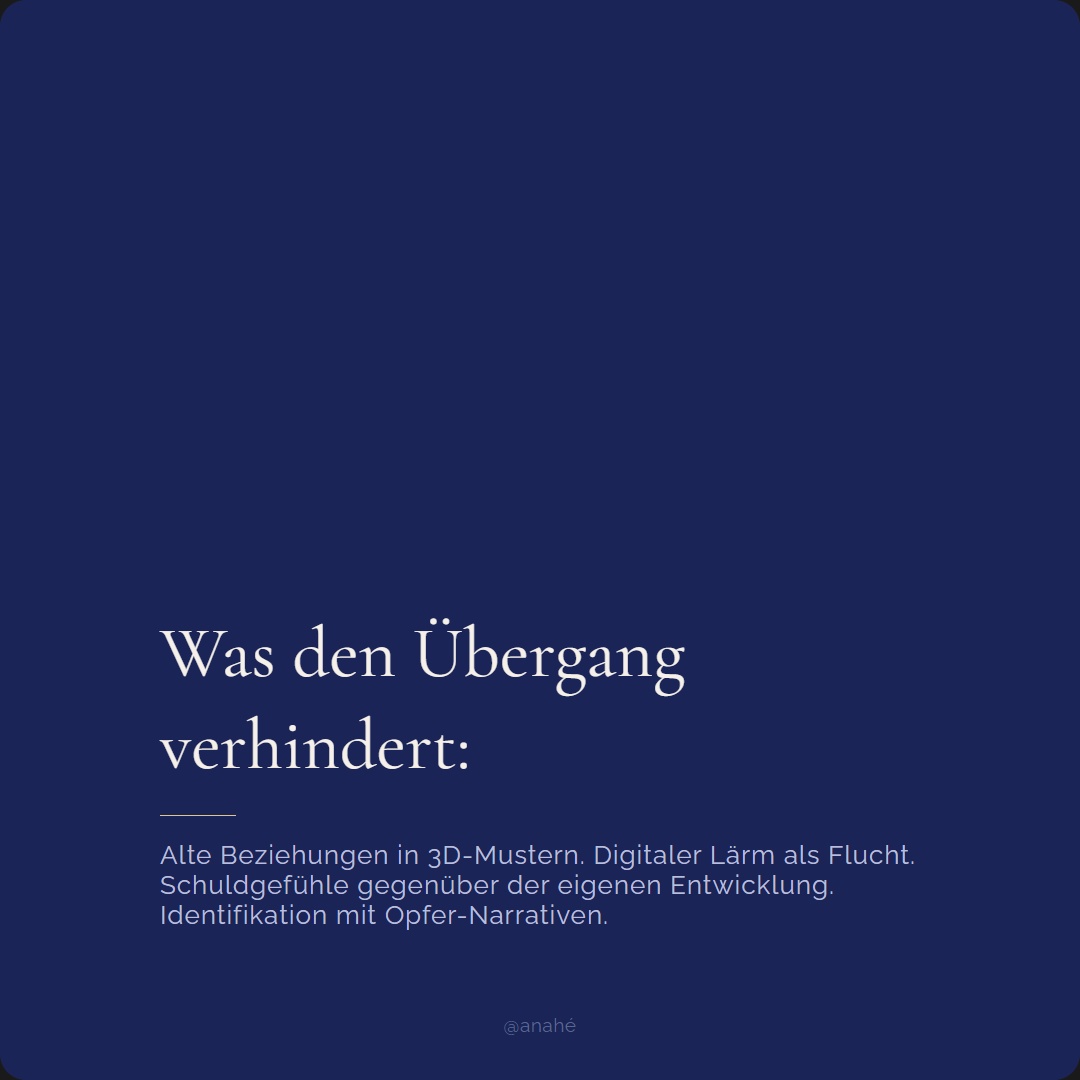 Was den Übergang
verhindert:
Alte Beziehungen in 3D-Mustern. Digitaler Lärm als Flucht.
Schuldgefühle gegenüber der eigenen Entwicklung.
Identifikation mit Opfer-Narrativen.
@anahé